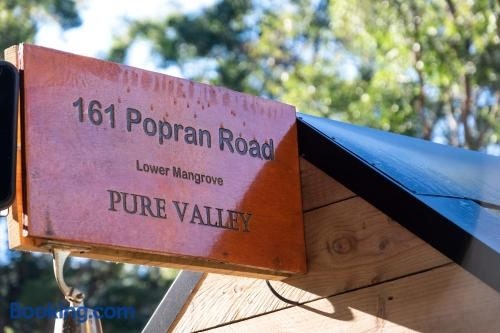 161 Popran Road
Lower Mangrove
PURE VALLEY
Booking.com